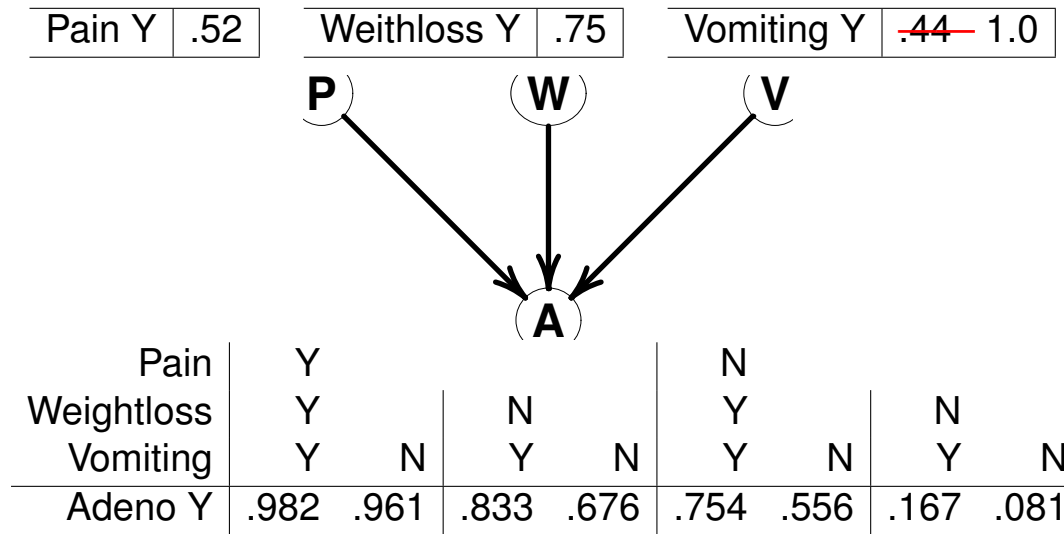 Pain Y .52 Weithloss Y .75 Vomiting Y .44 1.0
P W V
A
Pain Y N
Weightloss Y N Y N
Vomiting Y N Y N Y N Y N
Adeno Y .982 .961 .833 .676 .754 .556 .167 .081